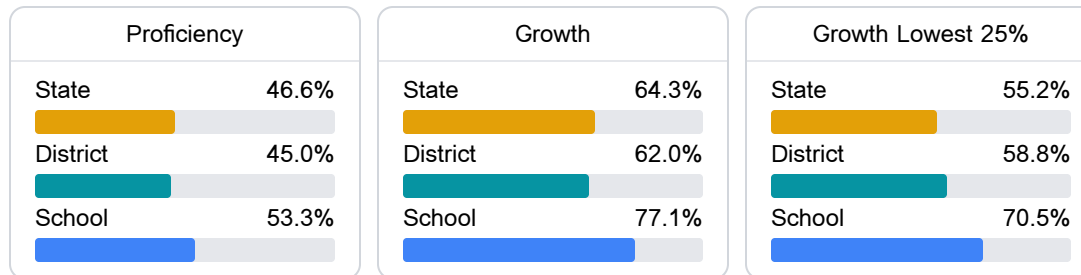 Proficiency
State 46.6%
District 45.0%
School 53.3%
Growth
State 64.3%
District 62.0%
School 77.1%
Growth Lowest 25%
State 55.2%
District 58.8%
School 70.5%